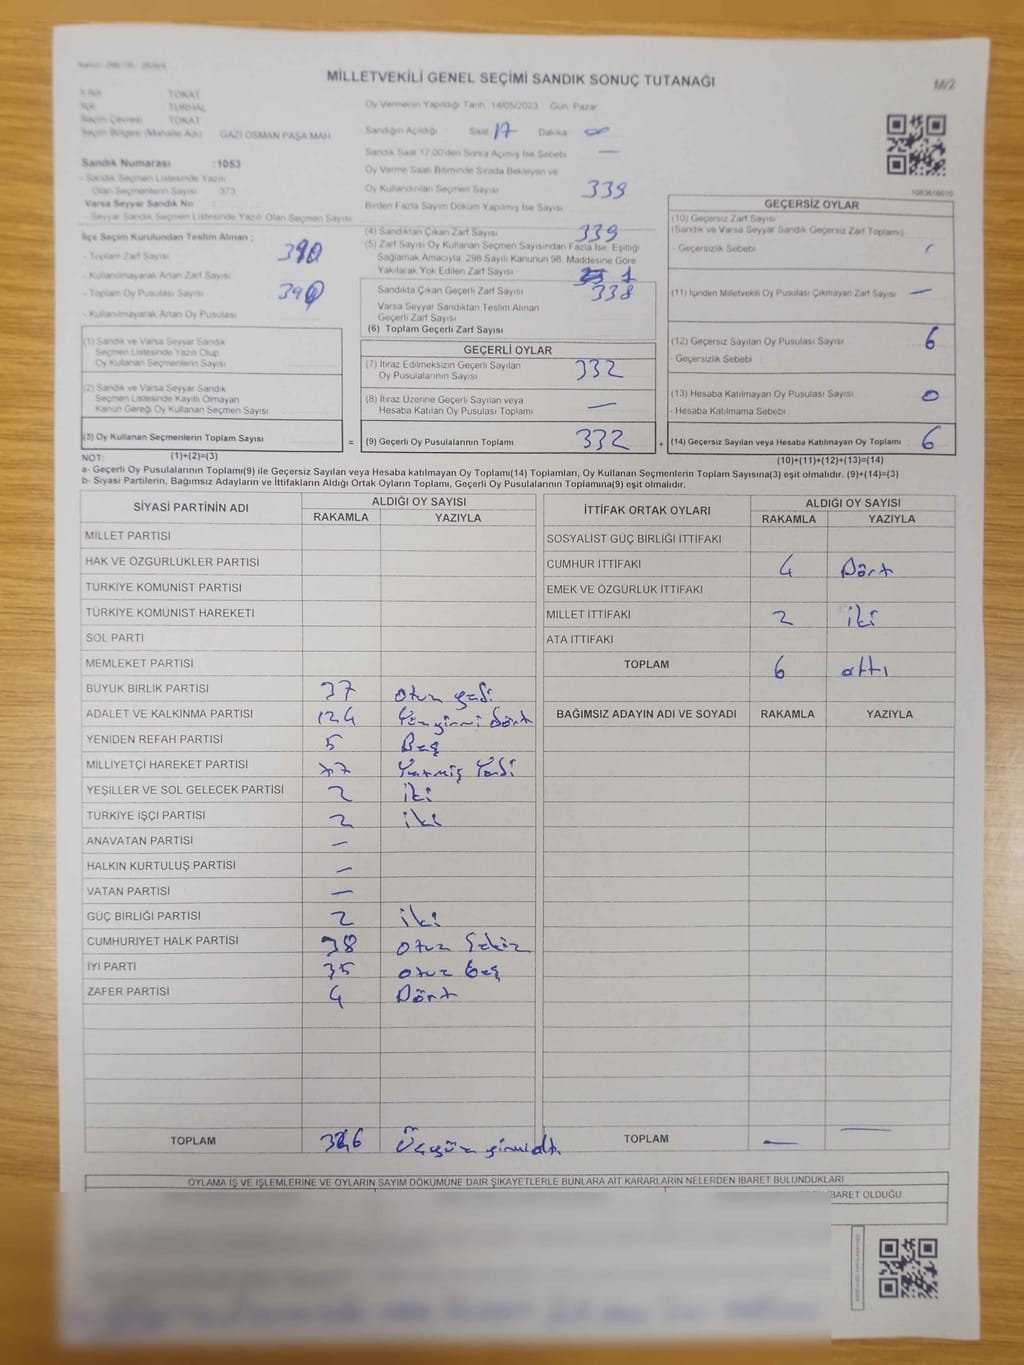 MİLLETVEKİLİ GENEL SEÇİMİ SANDIK SONUÇ TUTANAĞI
M/2
TOKAT
İlçe TURHAL
Seçim Çevresi TOKAT
Seçim Bölgesi (Mahalle Adı) GAZİ OSMAN PAŞA MAH
Sandık Numarası :1053
- Sandık Seçmen Listesinde Yazılı
Olan Seçmenlerin Sayısı 373
Varsa Seyyar Sandık No
- Seyyar Sandık Seçmen Listesinde Yazılı Olan Seçmen Sayısı
İlçe Seçim Kurulundan Teslim Alınan ;
- Toplam Zarf Sayısı
- Kullanılmayarak Artan Zarf Sayısı
- Toplam Oy Pusulası Sayısı
- Kullanılmayarak Artan Oy Pusulası
Oy Vermenin Yapıldığı Tarih 14/05/2023 Gün: Pazar
Sandığın Açıldığı Saat 17 Dakika
Sandık Saat 17:00'den Sonra Açılmış İse Sebebi —
Oy Verme Saati Bitiminde Sırada Bekleyen ve
Oy Kullandırılan Seçmen Sayısı 339
Birden Fazla Sayım Döküm Yapılmış İse Sayısı
(4) Sandıktan Çıkan Zarf Sayısı 339
(5) Zarf Sayısı Oy Kullanan Seçmen Sayısından Fazla İse, Eşitliği
Sağlamak Amacıyla, 298 Sayılı Kanunun 98. Maddesine Göre
Yakılarak Yok Edilen Zarf Sayısı 1
Sandıkta Çıkan Geçerli Zarf Sayısı 338
Varsa Seyyar Sandıktan Teslim Alınan
Geçerli Zarf Sayısı
(6) Toplam Geçerli Zarf Sayısı
GEÇERSİZ OYLAR
(10) Geçersiz Zarf Sayısı
(Sandık ve Varsa Seyyar Sandık Geçersiz Zarf Toplamı)
- Geçersizlik Sebebi
(11) İçinden Milletvekili Oy Pusulası Çıkmayan Zarf Sayısı —
(12) Geçersiz Sayılan Oy Pusulası Sayısı 6
- Geçersizlik Sebebi
(13) Hesaba Katılmayan Oy Pusulası Sayısı 0
- Hesaba Katılmama Sebebi
(14) Geçersiz Sayılan veya Hesaba Katılmayan Oy Toplamı 6
(1) Sandık ve Varsa Seyyar Sandık
Seçmen Listesinde Yazılı Olup
Oy Kullanan Seçmenlerin Sayısı
(2) Sandık ve Varsa Seyyar Sandık
Seçmen Listesinde Kayıtlı Olmayan
Kanun Gereği Oy Kullanan Seçmen Sayısı
(3) Oy Kullanan Seçmenlerin Toplam Sayısı =
GEÇERLİ OYLAR
(7) İtiraz Edilmeksizin Geçerli Sayılan
Oy Pusulalarının Sayısı 332
(8) İtiraz Üzerine Geçerli Sayılan veya
Hesaba Katılan Oy Pusulası Toplamı —
(9) Geçerli Oy Pusulalarının Toplamı 332 +
NOT: (1)+(2)=(3) (10)+(11)+(12)+(13)=(14)
a- Geçerli Oy Pusulalarının Toplamı(9) ile Geçersiz Sayılan veya Hesaba katılmayan Oy Toplamı(14) Toplamları, Oy Kullanan Seçmenlerin Toplam Sayısına(3) eşit olmalıdır. (9)+(14)=(3)
b- Siyasi Partilerin, Bağımsız Adayların ve İttifakların Aldığı Ortak Oyların Toplamı, Geçerli Oy Pusulalarının Toplamına(9) eşit olmalıdır.
SİYASİ PARTİNİN ADI ALDIĞI OY SAYISI
RAKAMLA YAZIYLA
MİLLET PARTİSİ
HAK VE ÖZGÜRLÜKLER PARTİSİ
TÜRKİYE KOMÜNİST PARTİSİ
TÜRKİYE KOMÜNİST HAREKETİ
SOL PARTİ
MEMLEKET PARTİSİ
BÜYÜK BİRLİK PARTİSİ 37 otuz yedi
ADALET VE KALKINMA PARTİSİ 124 Yüzyirmi dört
YENİDEN REFAH PARTİSİ 5 Beş
MİLLİYETÇİ HAREKET PARTİSİ 77 Yetmiş Yedi
YEŞİLLER VE SOL GELECEK PARTİSİ 2 iki
TÜRKİYE İŞÇİ PARTİSİ 2 iki
ANAVATAN PARTİSİ —
HALKIN KURTULUŞ PARTİSİ —
VATAN PARTİSİ —
GÜÇ BİRLİĞİ PARTİSİ 2 iki
CUMHURİYET HALK PARTİSİ 38 otuz Sekiz
İYİ PARTİ 35 otuz beş
ZAFER PARTİSİ 4 Dört
TOPLAM 326 Üçyüz yirmialtı
İTTİFAK ORTAK OYLARI ALDIĞI OY SAYISI
RAKAMLA YAZIYLA
SOSYALİST GÜÇ BİRLİĞİ İTTİFAKI
CUMHUR İTTİFAKI 4 Dört
EMEK VE ÖZGÜRLÜK İTTİFAKI
MİLLET İTTİFAKI 2 iki
ATA İTTİFAKI
TOPLAM 6 altı
BAĞIMSIZ ADAYIN ADI VE SOYADI RAKAMLA YAZIYLA
TOPLAM — —
OYLAMA İŞ VE İŞLEMLERİNE VE OYLARIN SAYIM DÖKÜMÜNE DAİR ŞİKAYETLERLE BUNLARA AİT KARARLARIN NELERDEN İBARET BULUNDUKLARI
İBARET OLDUĞU